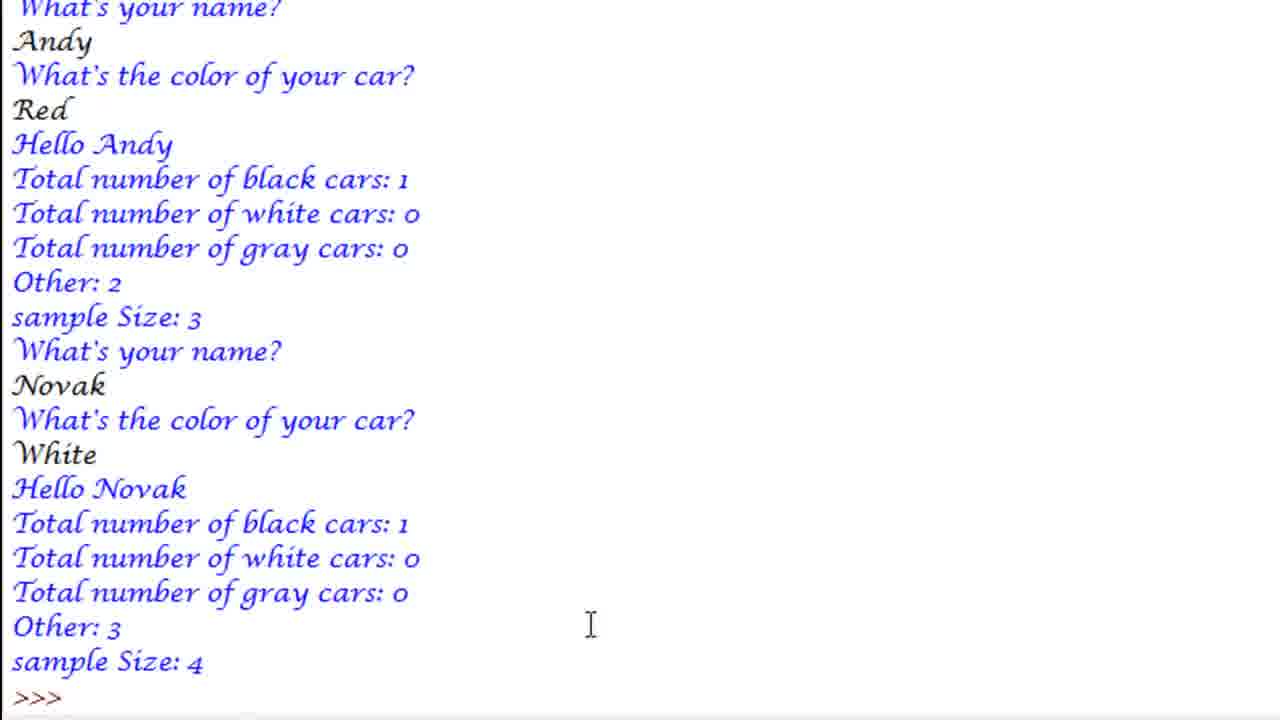 What's your name?
Andy
What's the color of your car?
Red
Hello Andy
Total number of black cars: 1
Total number of white cars: 0
Total number of gray cars: 0
Other: 2
sample Size: 3
What's your name?
Novak
What's the color of your car?
White
Hello Novak
Total number of black cars: 1
Total number of white cars: 0
Total number of gray cars: 0
Other: 3
sample Size: 4
>>>